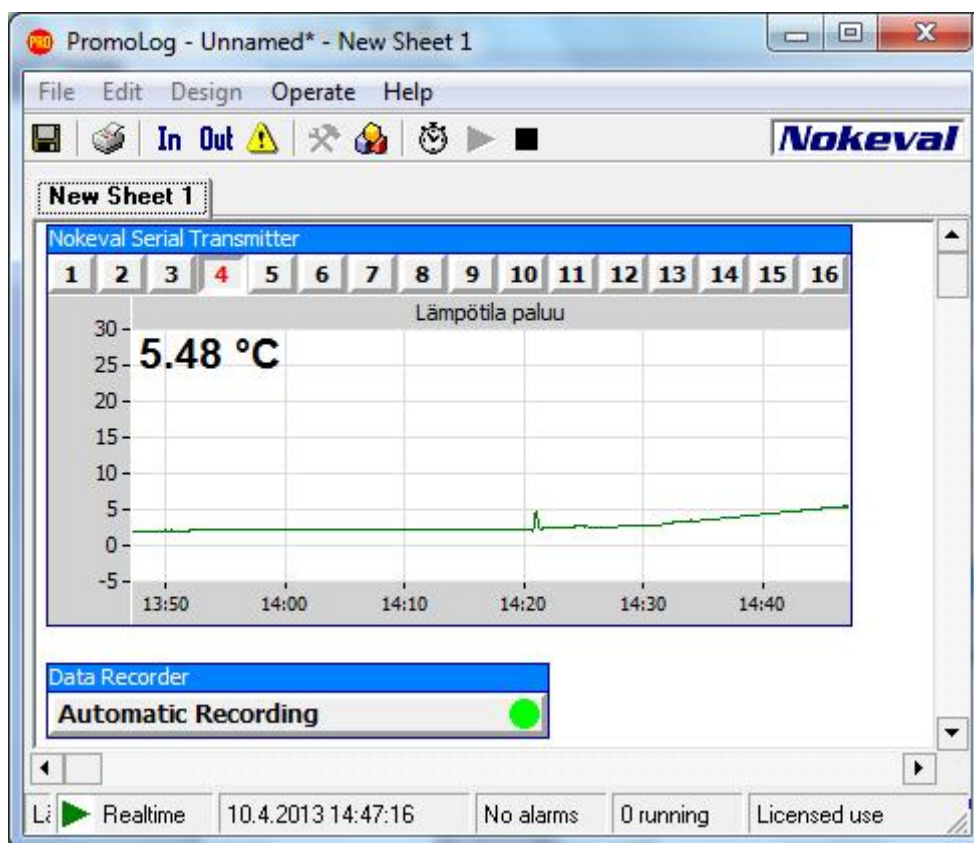 PromoLog - Unnamed* - New Sheet 1
File Edit Design Operate Help
In Out Nokeval
New Sheet 1
Nokeval Serial Transmitter
1 2 3 4 5 6 7 8 9 10 11 12 13 14 15 16
Lämpötila paluu
5.48 °C
30
25
20
15
10
5
0
-5
13:50 14:00 14:10 14:20 14:30 14:40
Data Recorder
Automatic Recording
Realtime 10.4.2013 14:47:16 No alarms 0 running Licensed use